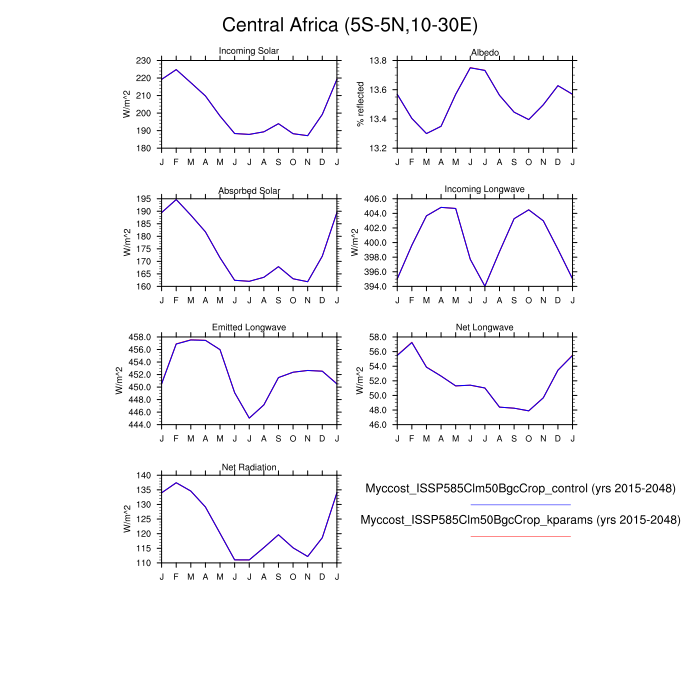 Central Africa (5S-5N,10-30E)
Incoming Solar
W/m^2
230
220
210
200
190
180
J F M A M J J A S O N D J
Albedo
% reflected
13.8
13.6
13.4
13.2
J F M A M J J A S O N D J
Absorbed Solar
W/m^2
195
190
185
180
175
170
165
160
J F M A M J J A S O N D J
Incoming Longwave
W/m^2
406.0
404.0
402.0
400.0
398.0
396.0
394.0
J F M A M J J A S O N D J
Emitted Longwave
W/m^2
458.0
456.0
454.0
452.0
450.0
448.0
446.0
444.0
J F M A M J J A S O N D J
Net Longwave
W/m^2
58.0
56.0
54.0
52.0
50.0
48.0
46.0
J F M A M J J A S O N D J
Net Radiation
W/m^2
140
135
130
125
120
115
110
J F M A M J J A S O N D J
Myccost_ISSP585Clm50BgcCrop_control (yrs 2015-2048)
Myccost_ISSP585Clm50BgcCrop_kparams (yrs 2015-2048)